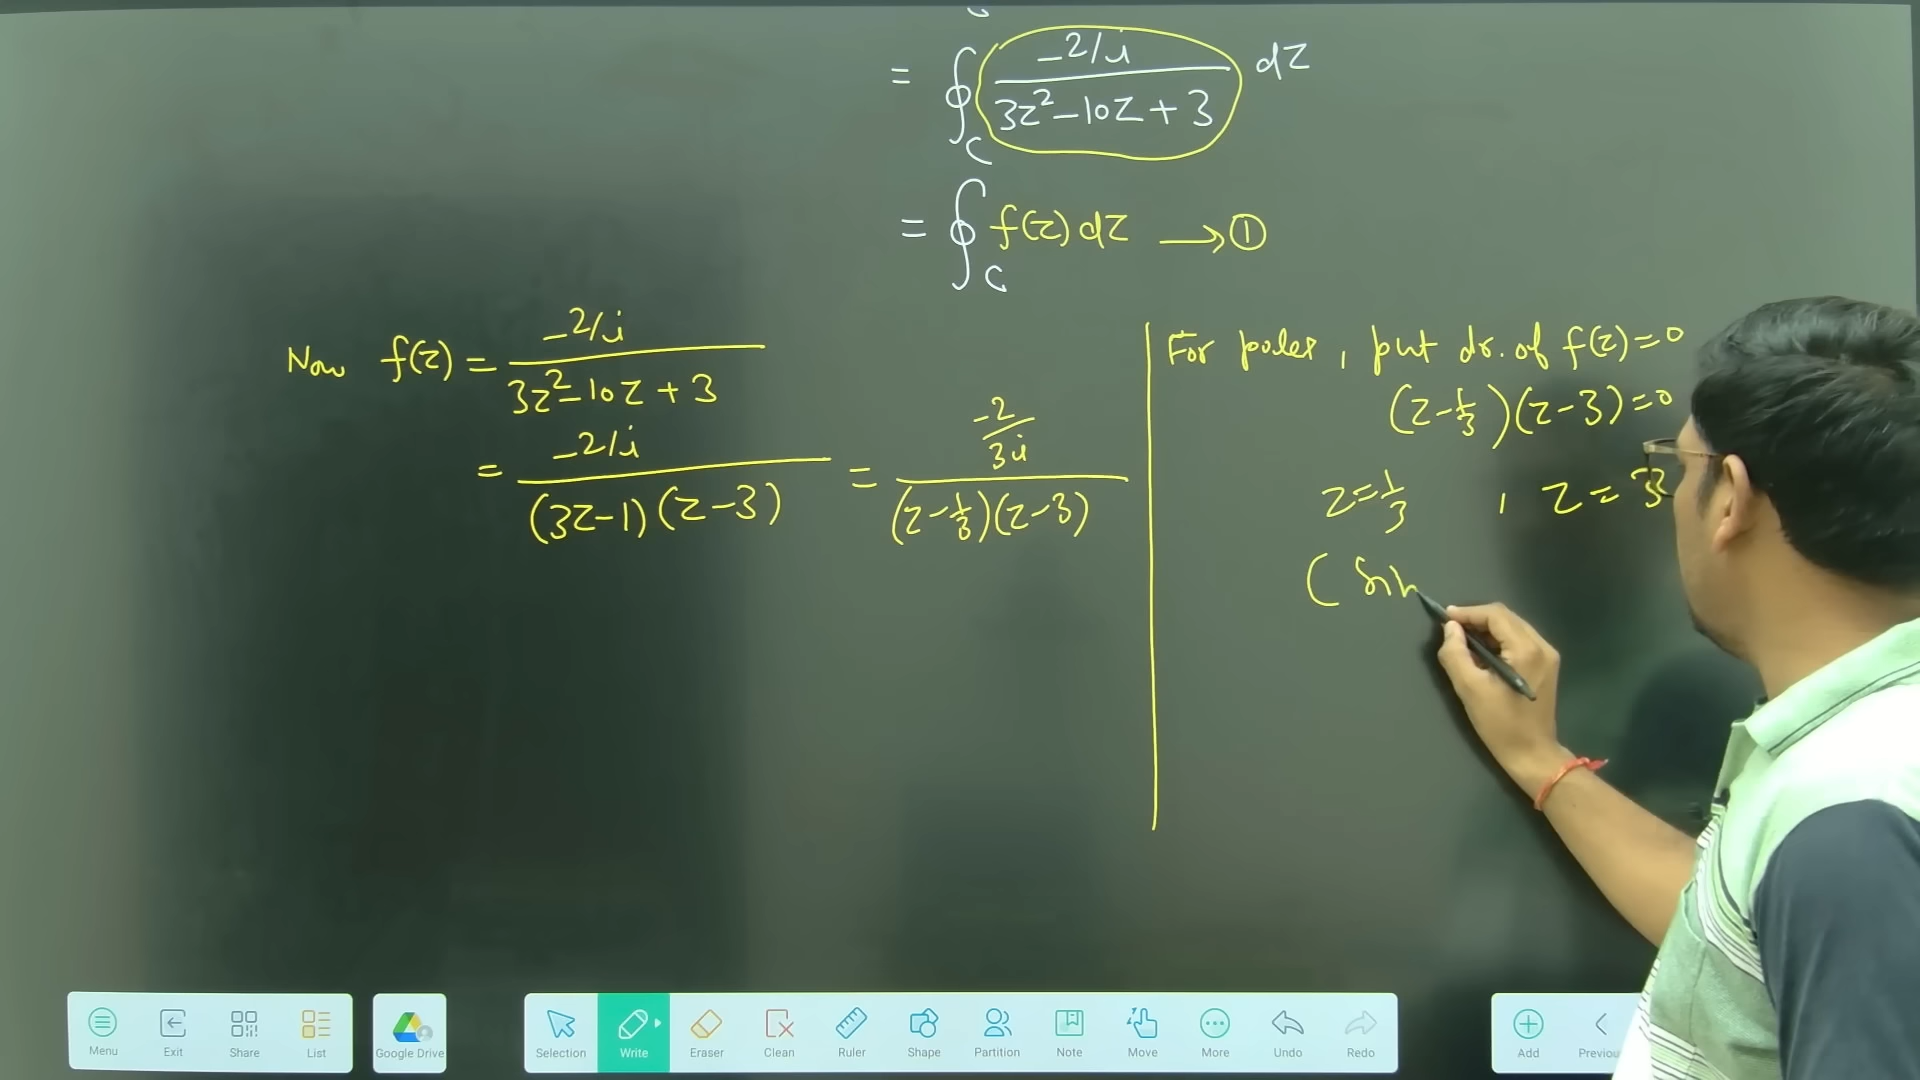 = ∮_C (-2/i)/(3z²-10z+3) dz
= ∮_C f(z) dz → ①
Now f(z) = (-2/i)/(3z²-10z+3)
= (-2/i)/((3z-1)(z-3)) = (-2/3i)/((z-1/3)(z-3))
For poles, put dr. of f(z)=0
(z-1/3)(z-3)=0
z=1/3 , z=3
(
Menu Exit Share List Google Drive Selection Write Eraser Clean Ruler Shape Partition Note Move More Undo Redo Add